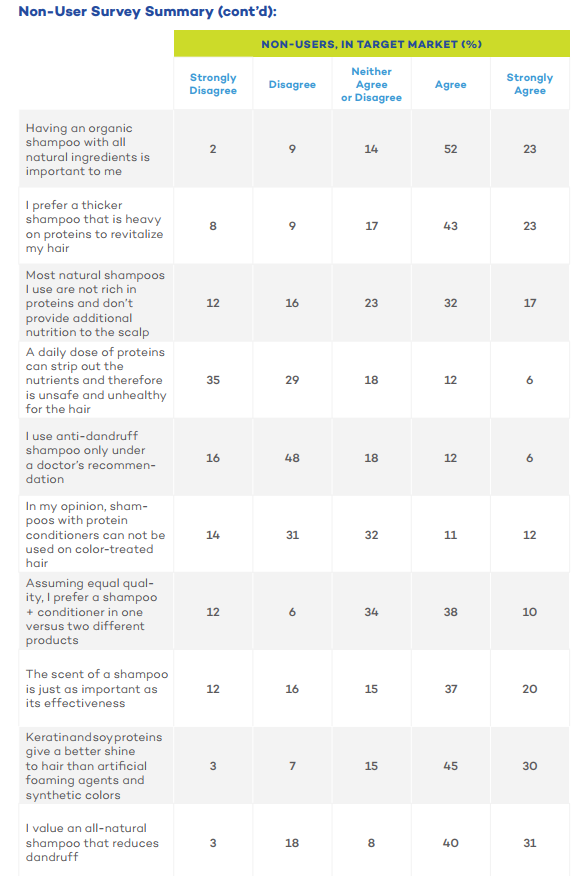 Non-User Survey Summary (cont'd):
NON-USERS, IN TARGET MARKET (%)
Strongly
Disagree
Disagree
Neither
Agree
or Disagree
Agree
Strongly
Agree
Having an organic
shampoo with all
natural ingredients is
important to me
2 9 14 52 23
I prefer a thicker
shampoo that is heavy
on proteins to revitalize
my hair
8 9 17 43 23
Most natural shampoos
I use are not rich in
proteins and don't
provide additional
nutrition to the scalp
12 16 23 32 17
A daily dose of proteins
can strip out the
nutrients and therefore
is unsafe and unhealthy
for the hair
35 29 18 12 6
I use anti-dandruff
shampoo only under
a doctor's recommen-
dation
16 48 18 12 6
In my opinion, sham-
poos with protein
conditioners can not be
used on color-treated
hair
14 31 32 11 12
Assuming equal qual-
ity, I prefer a shampoo
+ conditioner in one
versus two different
products
12 6 34 38 10
The scent of a shampoo
is just as important as
its effectiveness
12 16 15 37 20
Keratinandsoyproteins
give a better shine
to hair than artificial
foaming agents and
synthetic colors
3 7 15 45 30
I value an all-natural
shampoo that reduces
dandruff
3 18 8 40 31